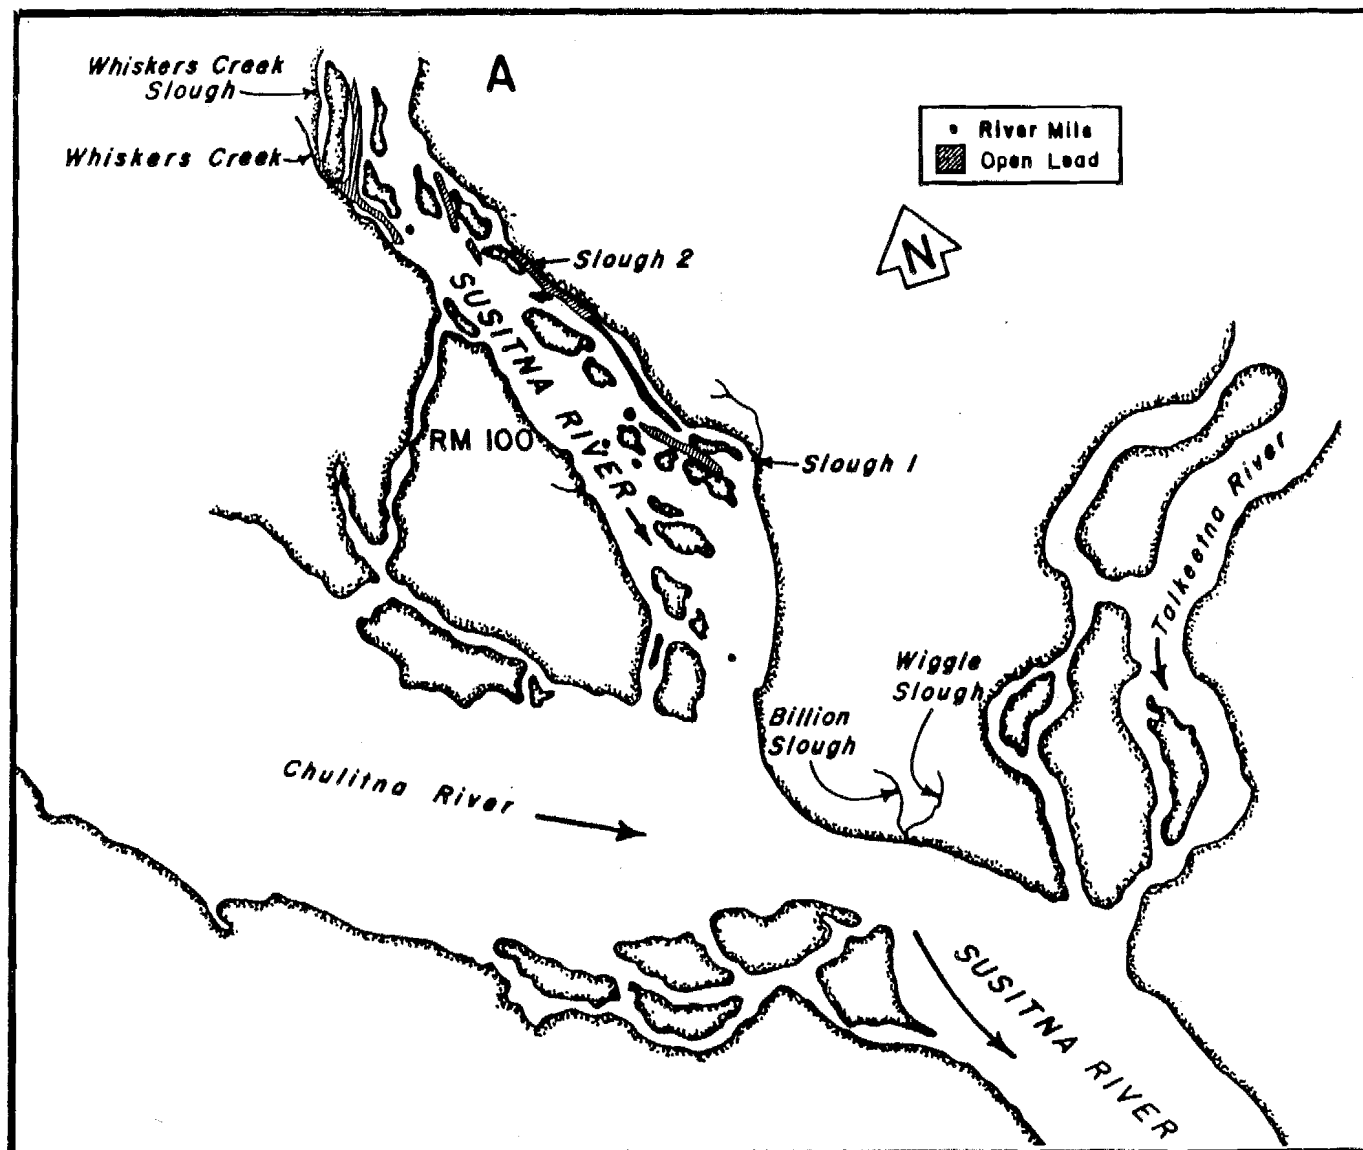 Whiskers Creek
Slough
A
Whiskers Creek
River Mile
Open Lead
N
Slough 2
SUSITNA RIVER
RM 100
Slough 1
Talkeetna River
Wiggle
Slough
Billion
Slough
Chulitna River
SUSITNA RIVER